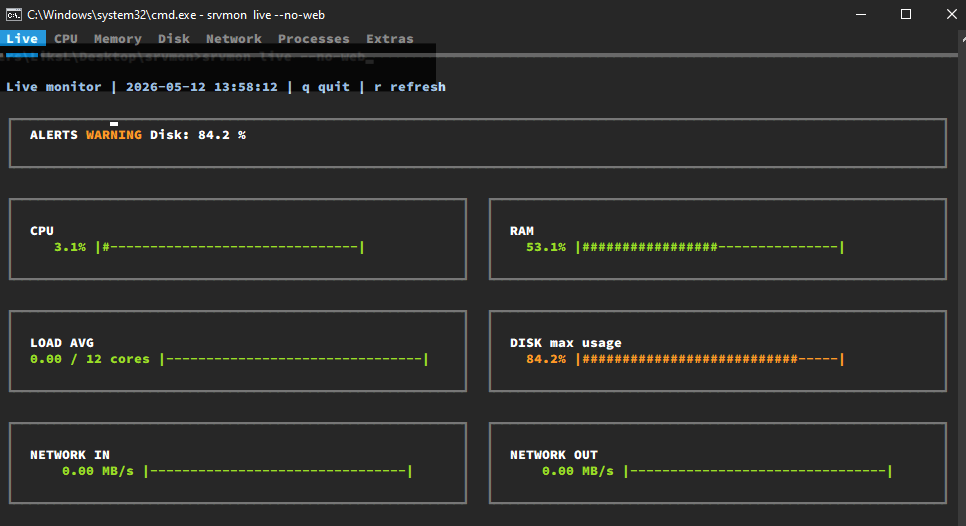 C:\Windows\system32\cmd.exe - srvmon  live --no-web
Live CPU Memory Disk Network Processes Extras
\Desktop\srvmon>srvmon live --no-web
Live monitor | 2026-05-12 13:58:12 | q quit | r refresh
ALERTS WARNING Disk: 84.2 %
CPU
3.1% |#-------------------------------|
RAM
53.1% |#################---------------|
LOAD AVG
0.00 / 12 cores |--------------------------------|
DISK max usage
84.2% |###########################-----|
NETWORK IN
0.00 MB/s |--------------------------------|
NETWORK OUT
0.00 MB/s |--------------------------------|